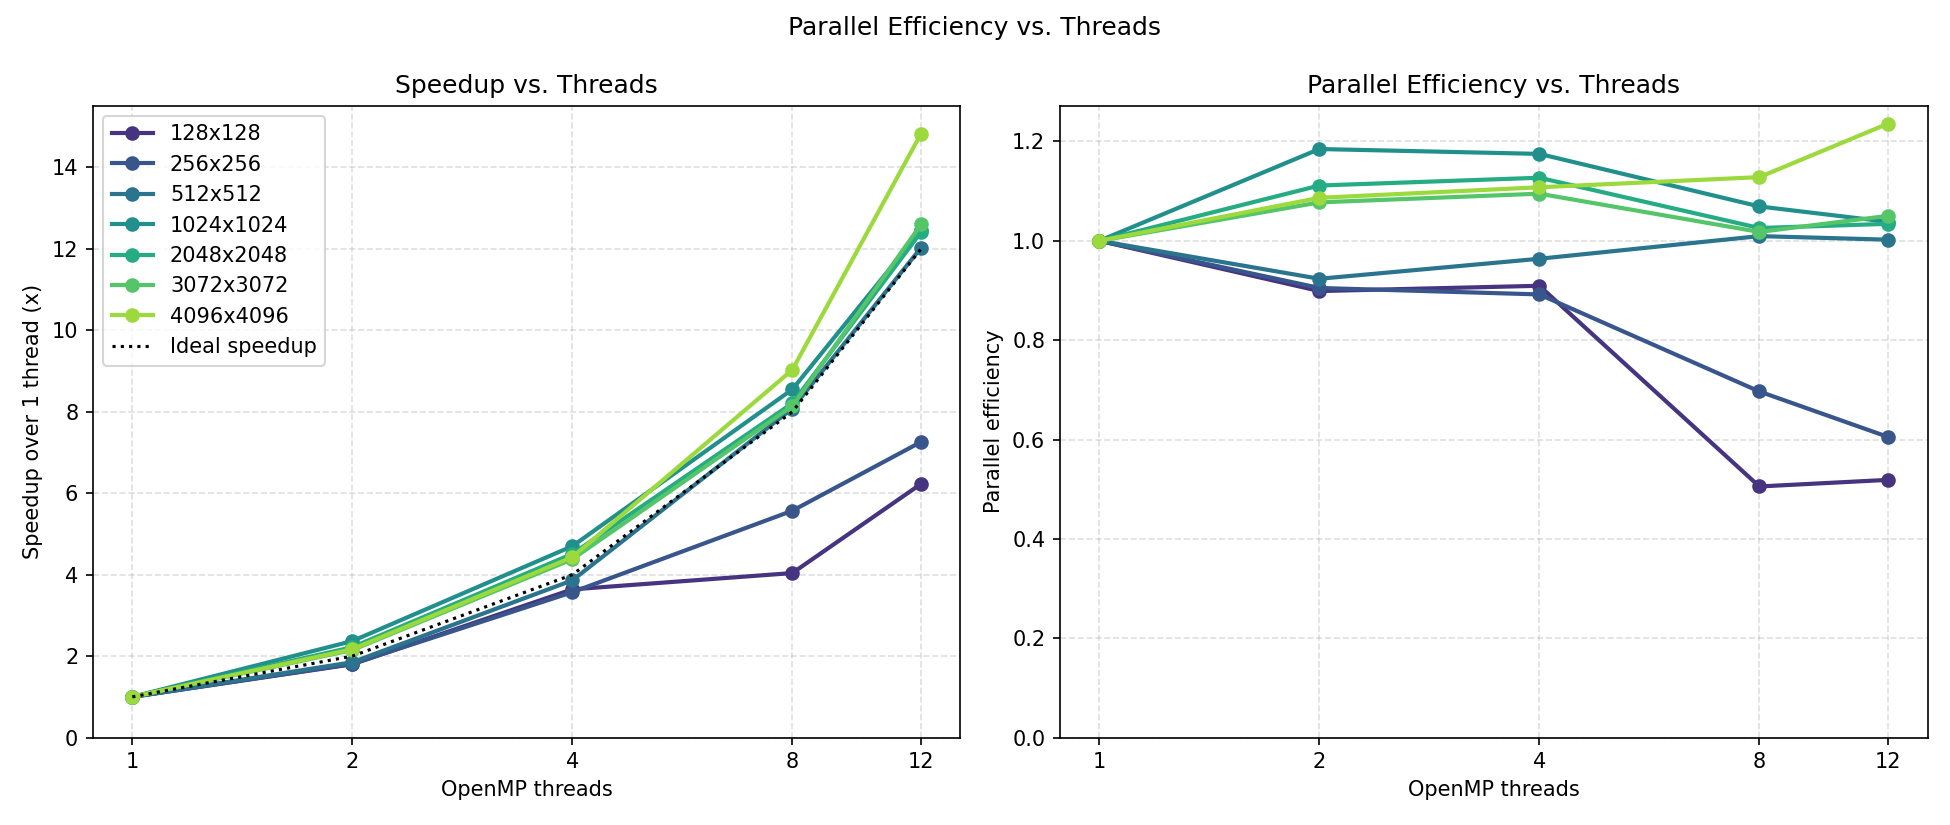 Parallel Efficiency vs. Threads
Speedup vs. Threads
Speedup over 1 thread (x)
14
12
10
8
6
4
2
0
128x128
256x256
512x512
1024x1024
2048x2048
3072x3072
4096x4096
Ideal speedup
1 2 4 8 12
OpenMP threads
Parallel Efficiency vs. Threads
Parallel efficiency
1.2
1.0
0.8
0.6
0.4
0.2
0.0
1 2 4 8 12
OpenMP threads